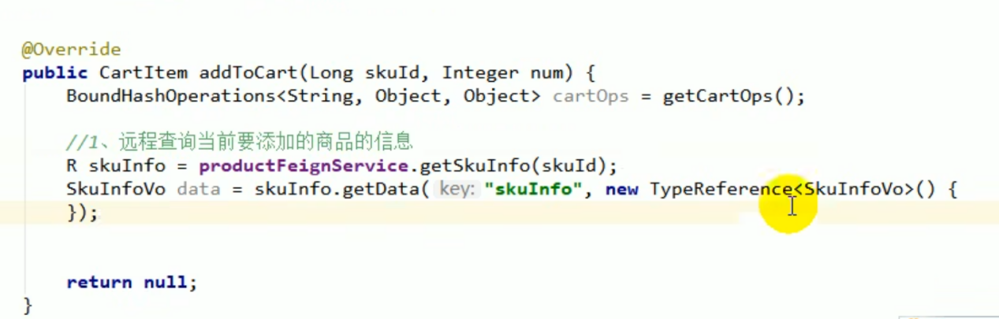 @Override
public CartItem addToCart(Long skuId, Integer num) {
BoundHashOperations<String, Object, Object> cartOps = getCartOps();
//1、远程查询当前要添加的商品的信息
R skuInfo = productFeignService.getSkuInfo(skuId);
SkuInfoVo data = skuInfo.getData( key: "skuInfo", new TypeReference<SkuInfoVo>() {
});
return null;
}